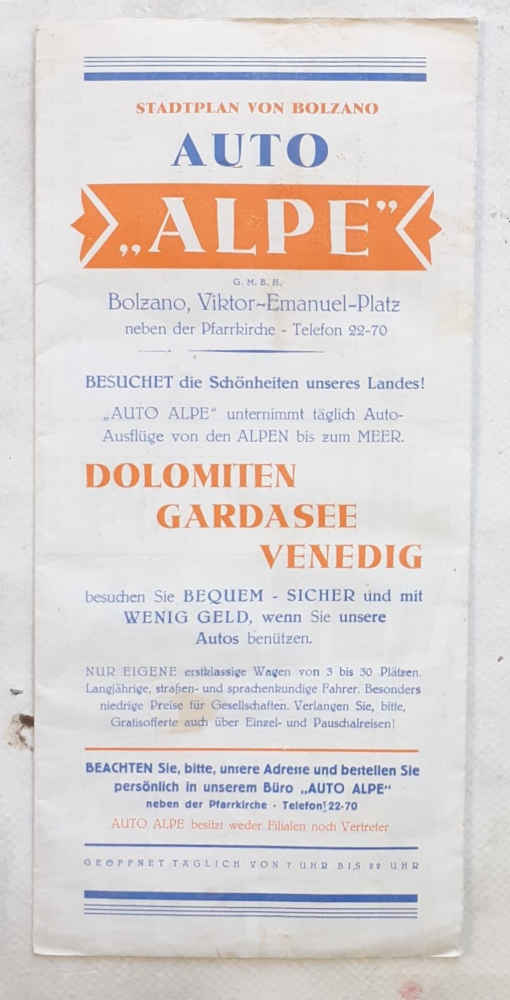 STADTPLAN VON BOLZANO
AUTO
„ALPE“
G. M. B. H.
Bolzano, Viktor-Emanuel-Platz
neben der Pfarrkirche - Telefon 22-70
BESUCHET die Schönheiten unseres Landes!
„AUTO ALPE“ unternimmt täglich Auto-
Ausflüge von den ALPEN bis zum MEER.
DOLOMITEN
GARDASEE
VENEDIG
besuchen Sie BEQUEM - SICHER und mit
WENIG GELD, wenn Sie unsere
Autos benützen.
NUR EIGENE erstklassige Wagen von 3 bis 30 Plätzen.
Langjährige, straßen- und sprachenkundige Fahrer. Besonders
niedrige Preise für Gesellschaften. Verlangen Sie, bitte,
Gratisofferte auch über Einzel- und Pauschalreisen!
BEACHTEN Sie, bitte, unsere Adresse und bestellen Sie
persönlich in unserem Büro „AUTO ALPE“
neben der Pfarrkirche - Telefon 22-70
AUTO ALPE besitzt weder Filialen noch Vertreter
GEÖFFNET TÄGLICH VON 7 UHR BIS 22 UHR